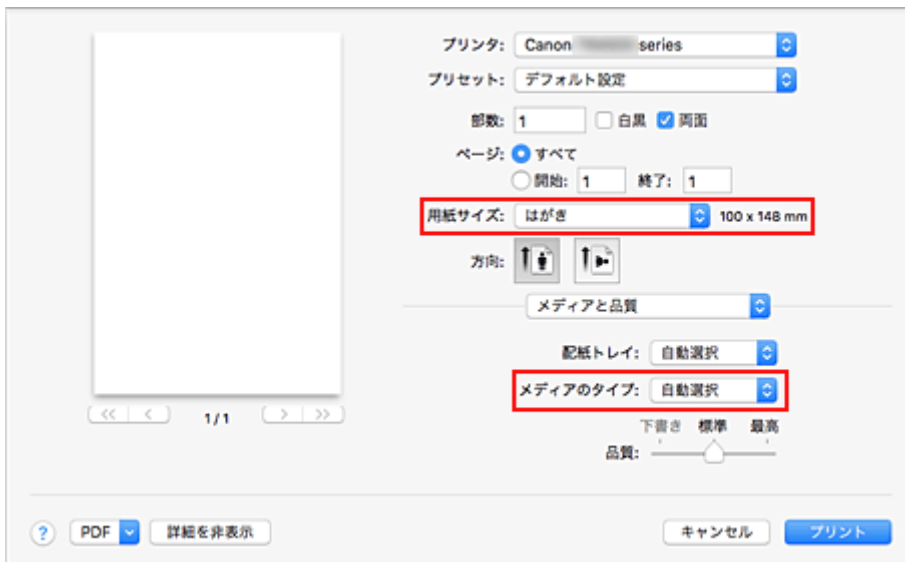 プリンタ: Canon series
プリセット: デフォルト設定
部数: 1 白黒 両面
ページ: すべて
開始: 1 終了: 1
用紙サイズ: はがき 100 x 148 mm
方向:
メディアと品質
配紙トレイ: 自動選択
メディアのタイプ: 自動選択
下書き 標準 最高
品質:
<< < 1/1 > >>
? PDF 詳細を非表示 キャンセル プリント